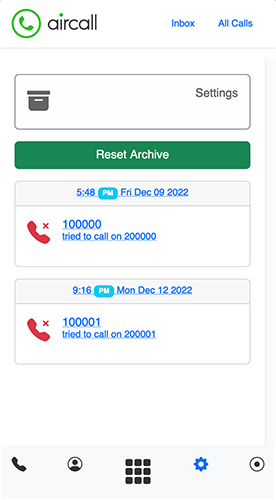 aircall
Inbox
All Calls
Settings
Reset Archive
5:48 PM Fri Dec 09 2022
100000
tried to call on 200000
9:16 PM Mon Dec 12 2022
100001
tried to call on 200001